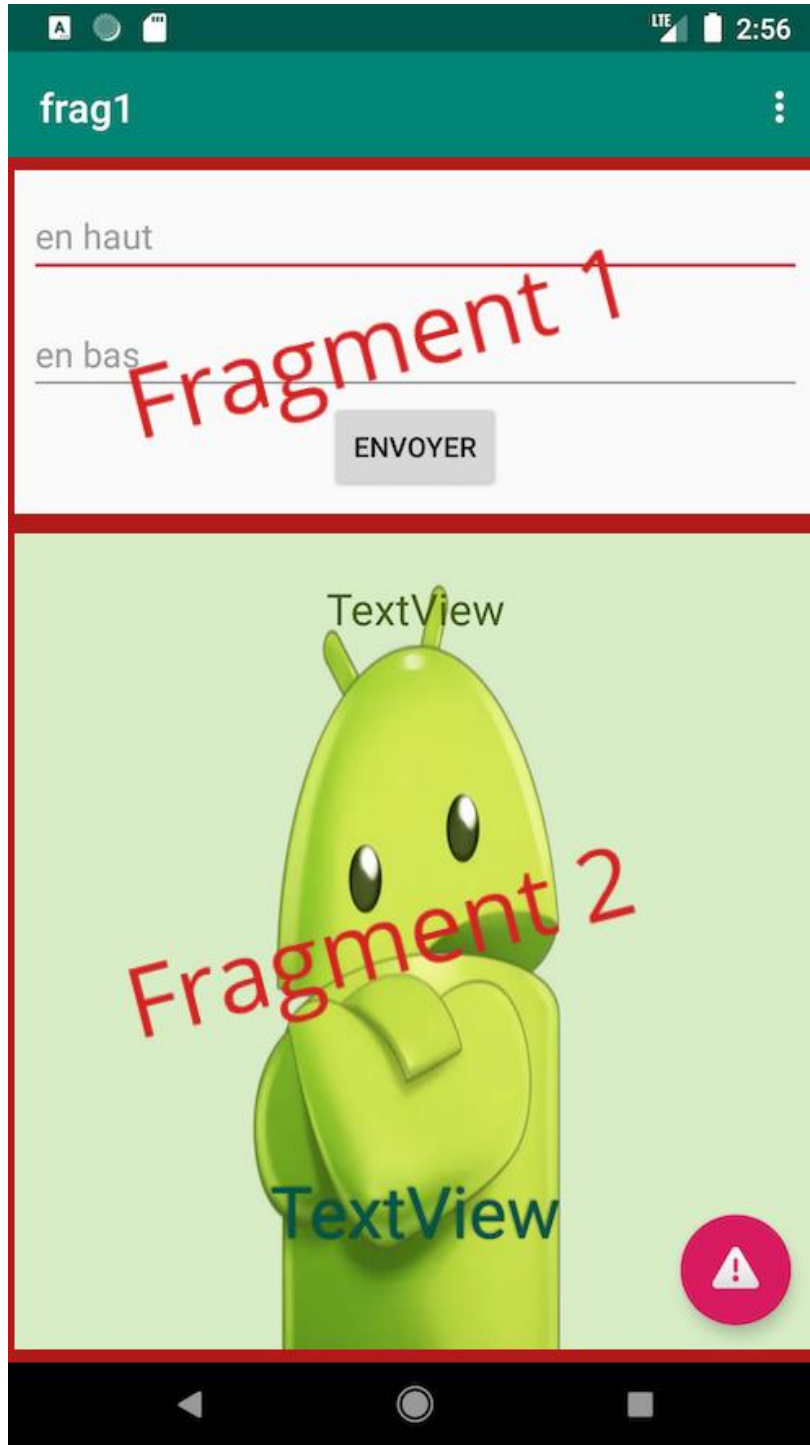 A
LTE
2:56
frag1
en haut
Fragment 1
en bas
ENVOYER
TextView
Fragment 2
TextView